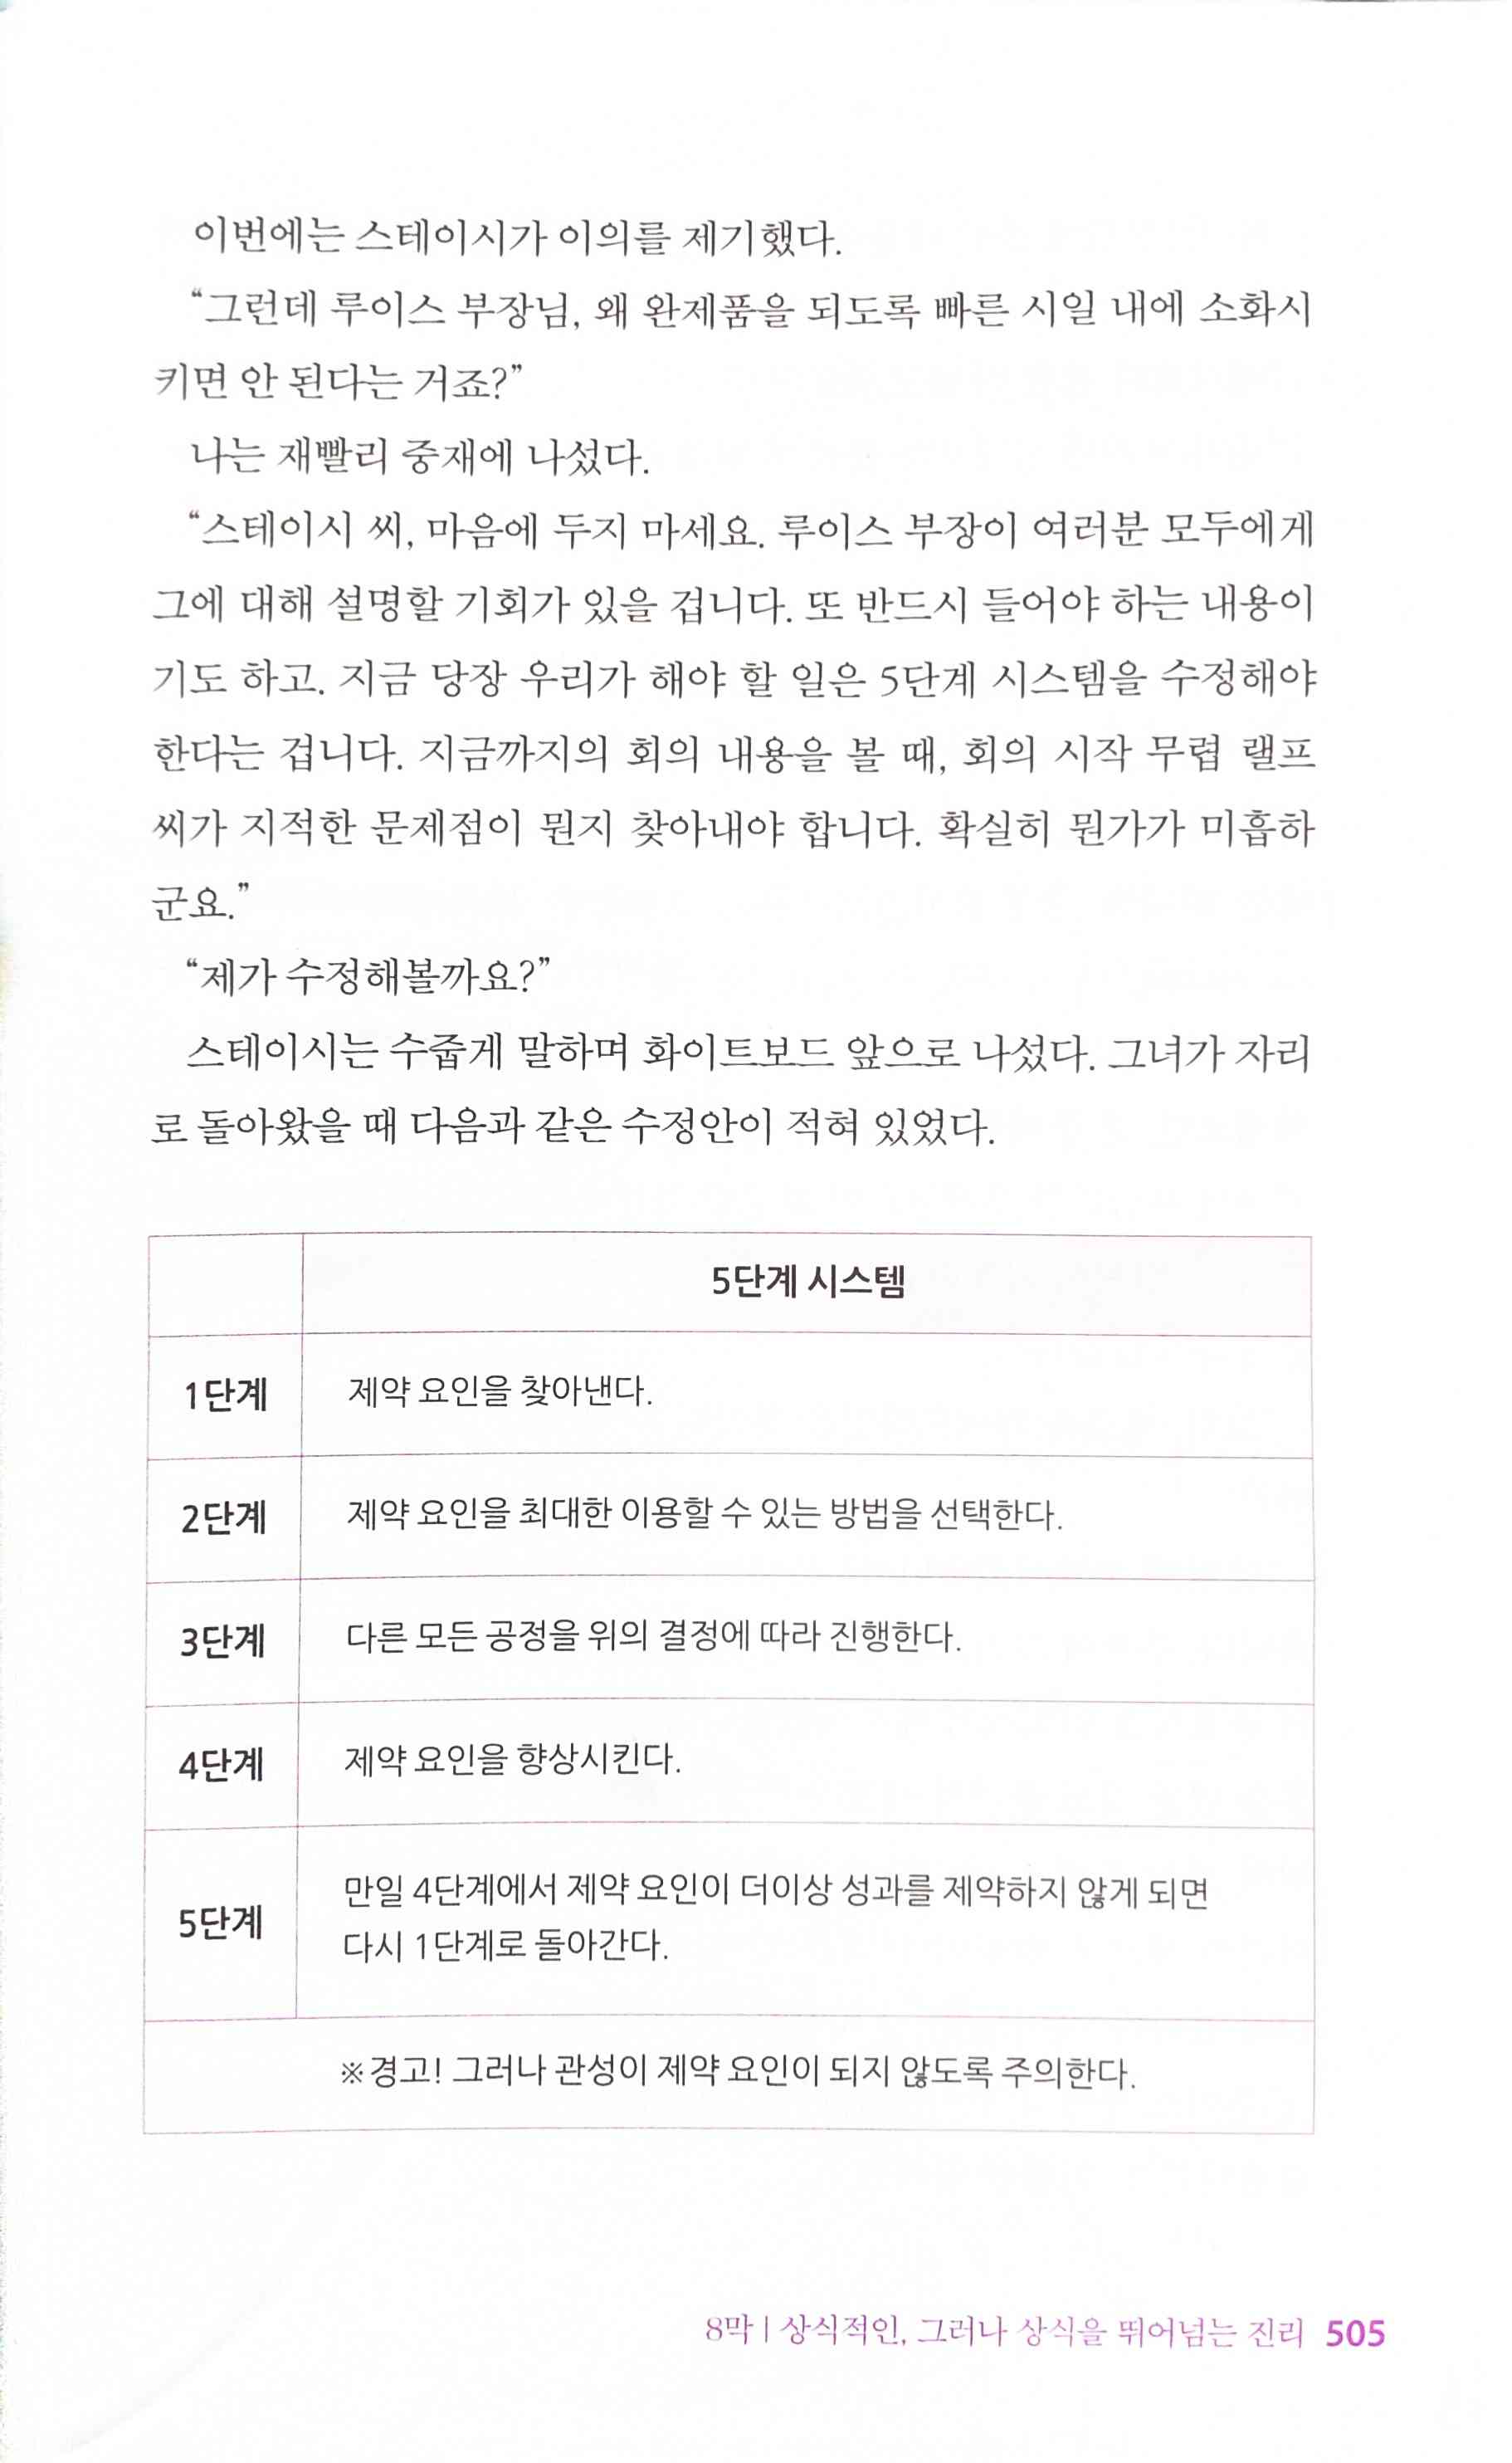 이번에는 스테이시가 이의를 제기했다.
“그런데 루이스 부장님, 왜 완제품을 되도록 빠른 시일 내에 소화시
키면 안 된다는 거죠?”
나는 재빨리 중재에 나섰다.
“스테이시 씨, 마음에 두지 마세요. 루이스 부장이 여러분 모두에게
그에 대해 설명할 기회가 있을 겁니다. 또 반드시 들어야 하는 내용이
기도 하고. 지금 당장 우리가 해야 할 일은 5단계 시스템을 수정해야
한다는 겁니다. 지금까지의 회의 내용을 볼 때, 회의 시작 무렵 랠프
씨가 지적한 문제점이 뭔지 찾아내야 합니다. 확실히 뭔가가 미흡하
군요.”
“제가 수정해볼까요?”
스테이시는 수줍게 말하며 화이트보드 앞으로 나섰다. 그녀가 자리
로 돌아왔을 때 다음과 같은 수정안이 적혀 있었다.
5단계 시스템
1단계 제약 요인을 찾아낸다.
2단계 제약 요인을 최대한 이용할 수 있는 방법을 선택한다.
3단계 다른 모든 공정을 위의 결정에 따라 진행한다.
4단계 제약 요인을 향상시킨다.
5단계 만일 4단계에서 제약 요인이 더이상 성과를 제약하지 않게 되면
다시 1단계로 돌아간다.
※경고! 그러나 관성이 제약 요인이 되지 않도록 주의한다.
8막 | 상식적인, 그러나 상식을 뛰어넘는 진리 505